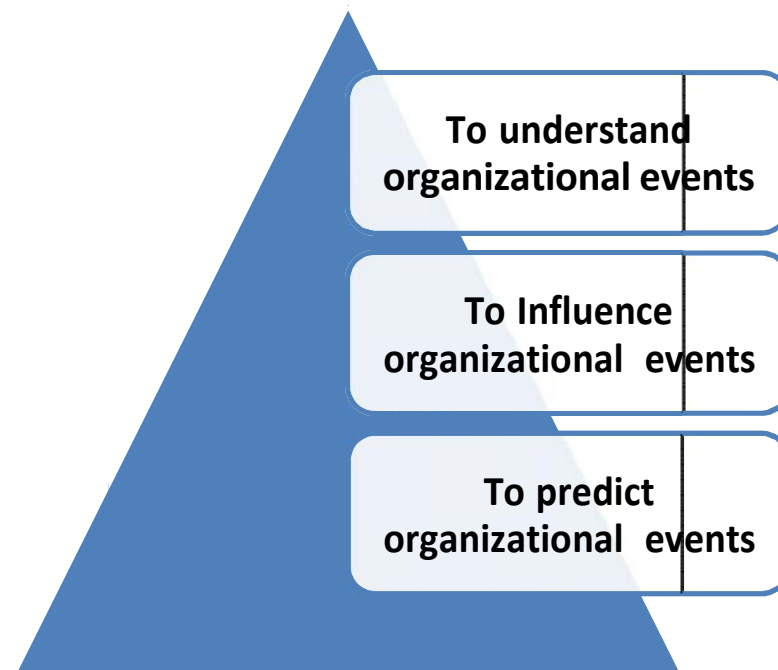 To understand
organizational events
To Influence
organizational events
To predict
organizational events